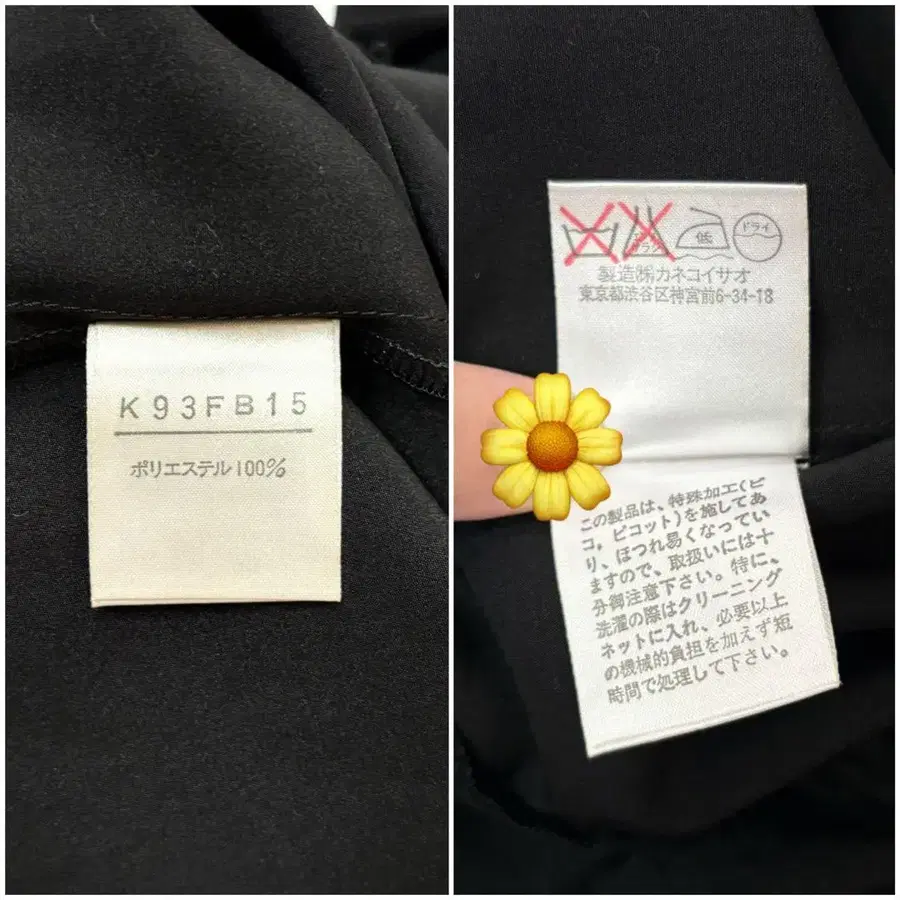 K93FB15
ポリエステル100%
低
ドライ
製造㈱カネコイサオ
東京都渋谷区神宮前6-34-18
この製品は、特殊加工(ピ
コ，ピコット)を施してあ
り、ほつれ易くなってい
ますので、取扱いには十
分御注意下さい。特に、
洗濯の際はクリーニング
ネットに入れ、必要以上
の機械的負担を加えず短
時間で処理して下さい。